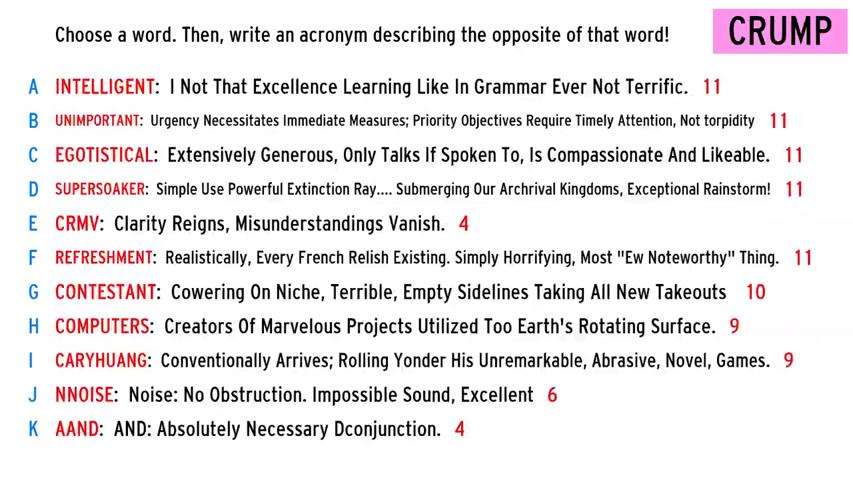 Choose a word. Then, write an acronym describing the opposite of that word!
CRUMP
A INTELLIGENT: I Not That Excellence Learning Like In Grammar Ever Not Terrific. 11
B UNIMPORTANT: Urgency Necessitates Immediate Measures; Priority Objectives Require Timely Attention, Not torpidity 11
C EGOTISTICAL: Extensively Generous, Only Talks If Spoken To, Is Compassionate And Likeable. 11
D SUPERSOAKER: Simple Use Powerful Extinction Ray.... Submerging Our Archrival Kingdoms, Exceptional Rainstorm! 11
E CRMV: Clarity Reigns, Misunderstandings Vanish. 4
F REFRESHMENT: Realistically, Every French Relish Existing. Simply Horrifying, Most "Ew Noteworthy" Thing. 11
G CONTESTANT: Cowering On Niche, Terrible, Empty Sidelines Taking All New Takeouts 10
H COMPUTERS: Creators Of Marvelous Projects Utilized Too Earth's Rotating Surface. 9
I CARYHUANG: Conventionally Arrives; Rolling Yonder His Unremarkable, Abrasive, Novel, Games. 9
J NNOISE: Noise: No Obstruction. Impossible Sound, Excellent 6
K AAND: AND: Absolutely Necessary Dconjunction. 4